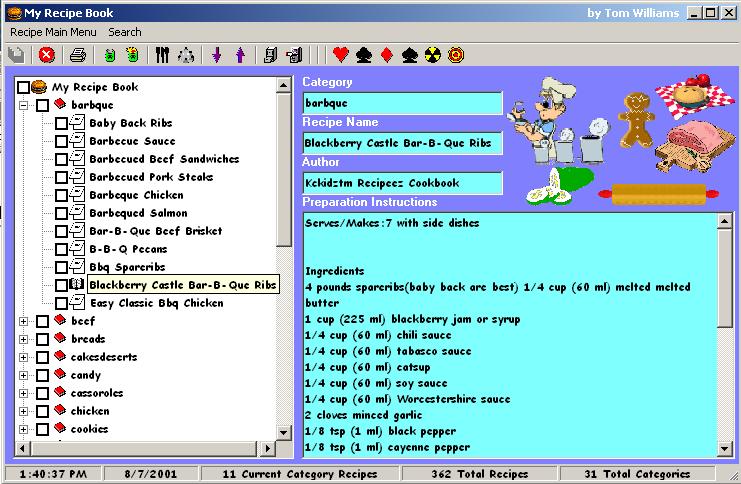 My Recipe Book by Tom Williams
Recipe Main Menu Search
My Recipe Book
barbque
Baby Back Ribs
Barbecue Sauce
Barbecued Beef Sandwiches
Barbecued Pork Steaks
Barbeque Chicken
Barbequed Salmon
Bar-B-Que Beef Brisket
B-B-Q Pecans
Bbq Spareribs
Blackberry Castle Bar-B-Que Ribs
Easy Classic Bbq Chicken
beef
breads
cakesdeserts
candy
cassoroles
chicken
cookies
Category
barbque
Recipe Name
Blackberry Castle Bar-B-Que Ribs
Author
Kckidztm Recipeez Cookbook
Preparation Instructions
Serves/Makes:7 with side dishes
Ingredients
4 pounds spareribs(baby back are best) 1/4 cup (60 ml) melted melted
butter
1 cup (225 ml) blackberry jam or syrup
1/4 cup (60 ml) chili sauce
1/4 cup (60 ml) tabasco sauce
1/4 cup (60 ml) catsup
1/4 cup (60 ml) soy sauce
1/4 cup (60 ml) Worcestershire sauce
2 cloves minced garlic
1/8 tsp (1 ml) black pepper
1/8 tsp (1 ml) cayenne pepper
1:40:37 PM 8/7/2001 11 Current Category Recipes 362 Total Recipes 31 Total Categories